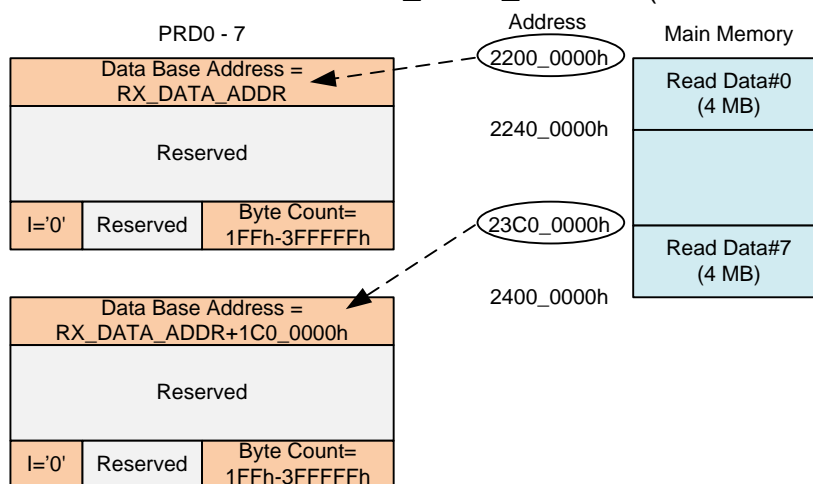 PRD0 - 7
Address
Main Memory
Data Base Address =
RX_DATA_ADDR
2200_0000h
Read Data#0
(4 MB)
2240_0000h
Reserved
I='0'
Reserved
Byte Count=
1FFh-3FFFFFh
23C0_0000h
Read Data#7
(4 MB)
2400_0000h
Data Base Address =
RX_DATA_ADDR+1C0_0000h
Reserved
I='0'
Reserved
Byte Count=
1FFh-3FFFFFh